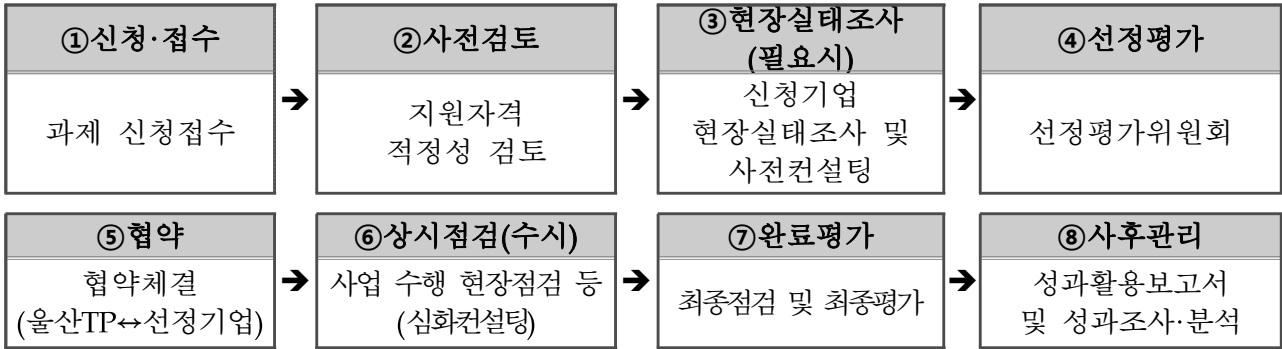 ①신청·접수
과제 신청접수
➔
②사전검토
지원자격
적정성 검토
➔
③현장실태조사
(필요시)
신청기업
현장실태조사 및
사전컨설팅
➔
④선정평가
선정평가위원회
⑤협약
협약체결
(울산TP↔선정기업)
➔
⑥상시점검(수시)
사업 수행 현장점검 등
(심화컨설팅)
➔
⑦완료평가
최종점검 및 최종평가
➔
⑧사후관리
성과활용보고서
및 성과조사·분석